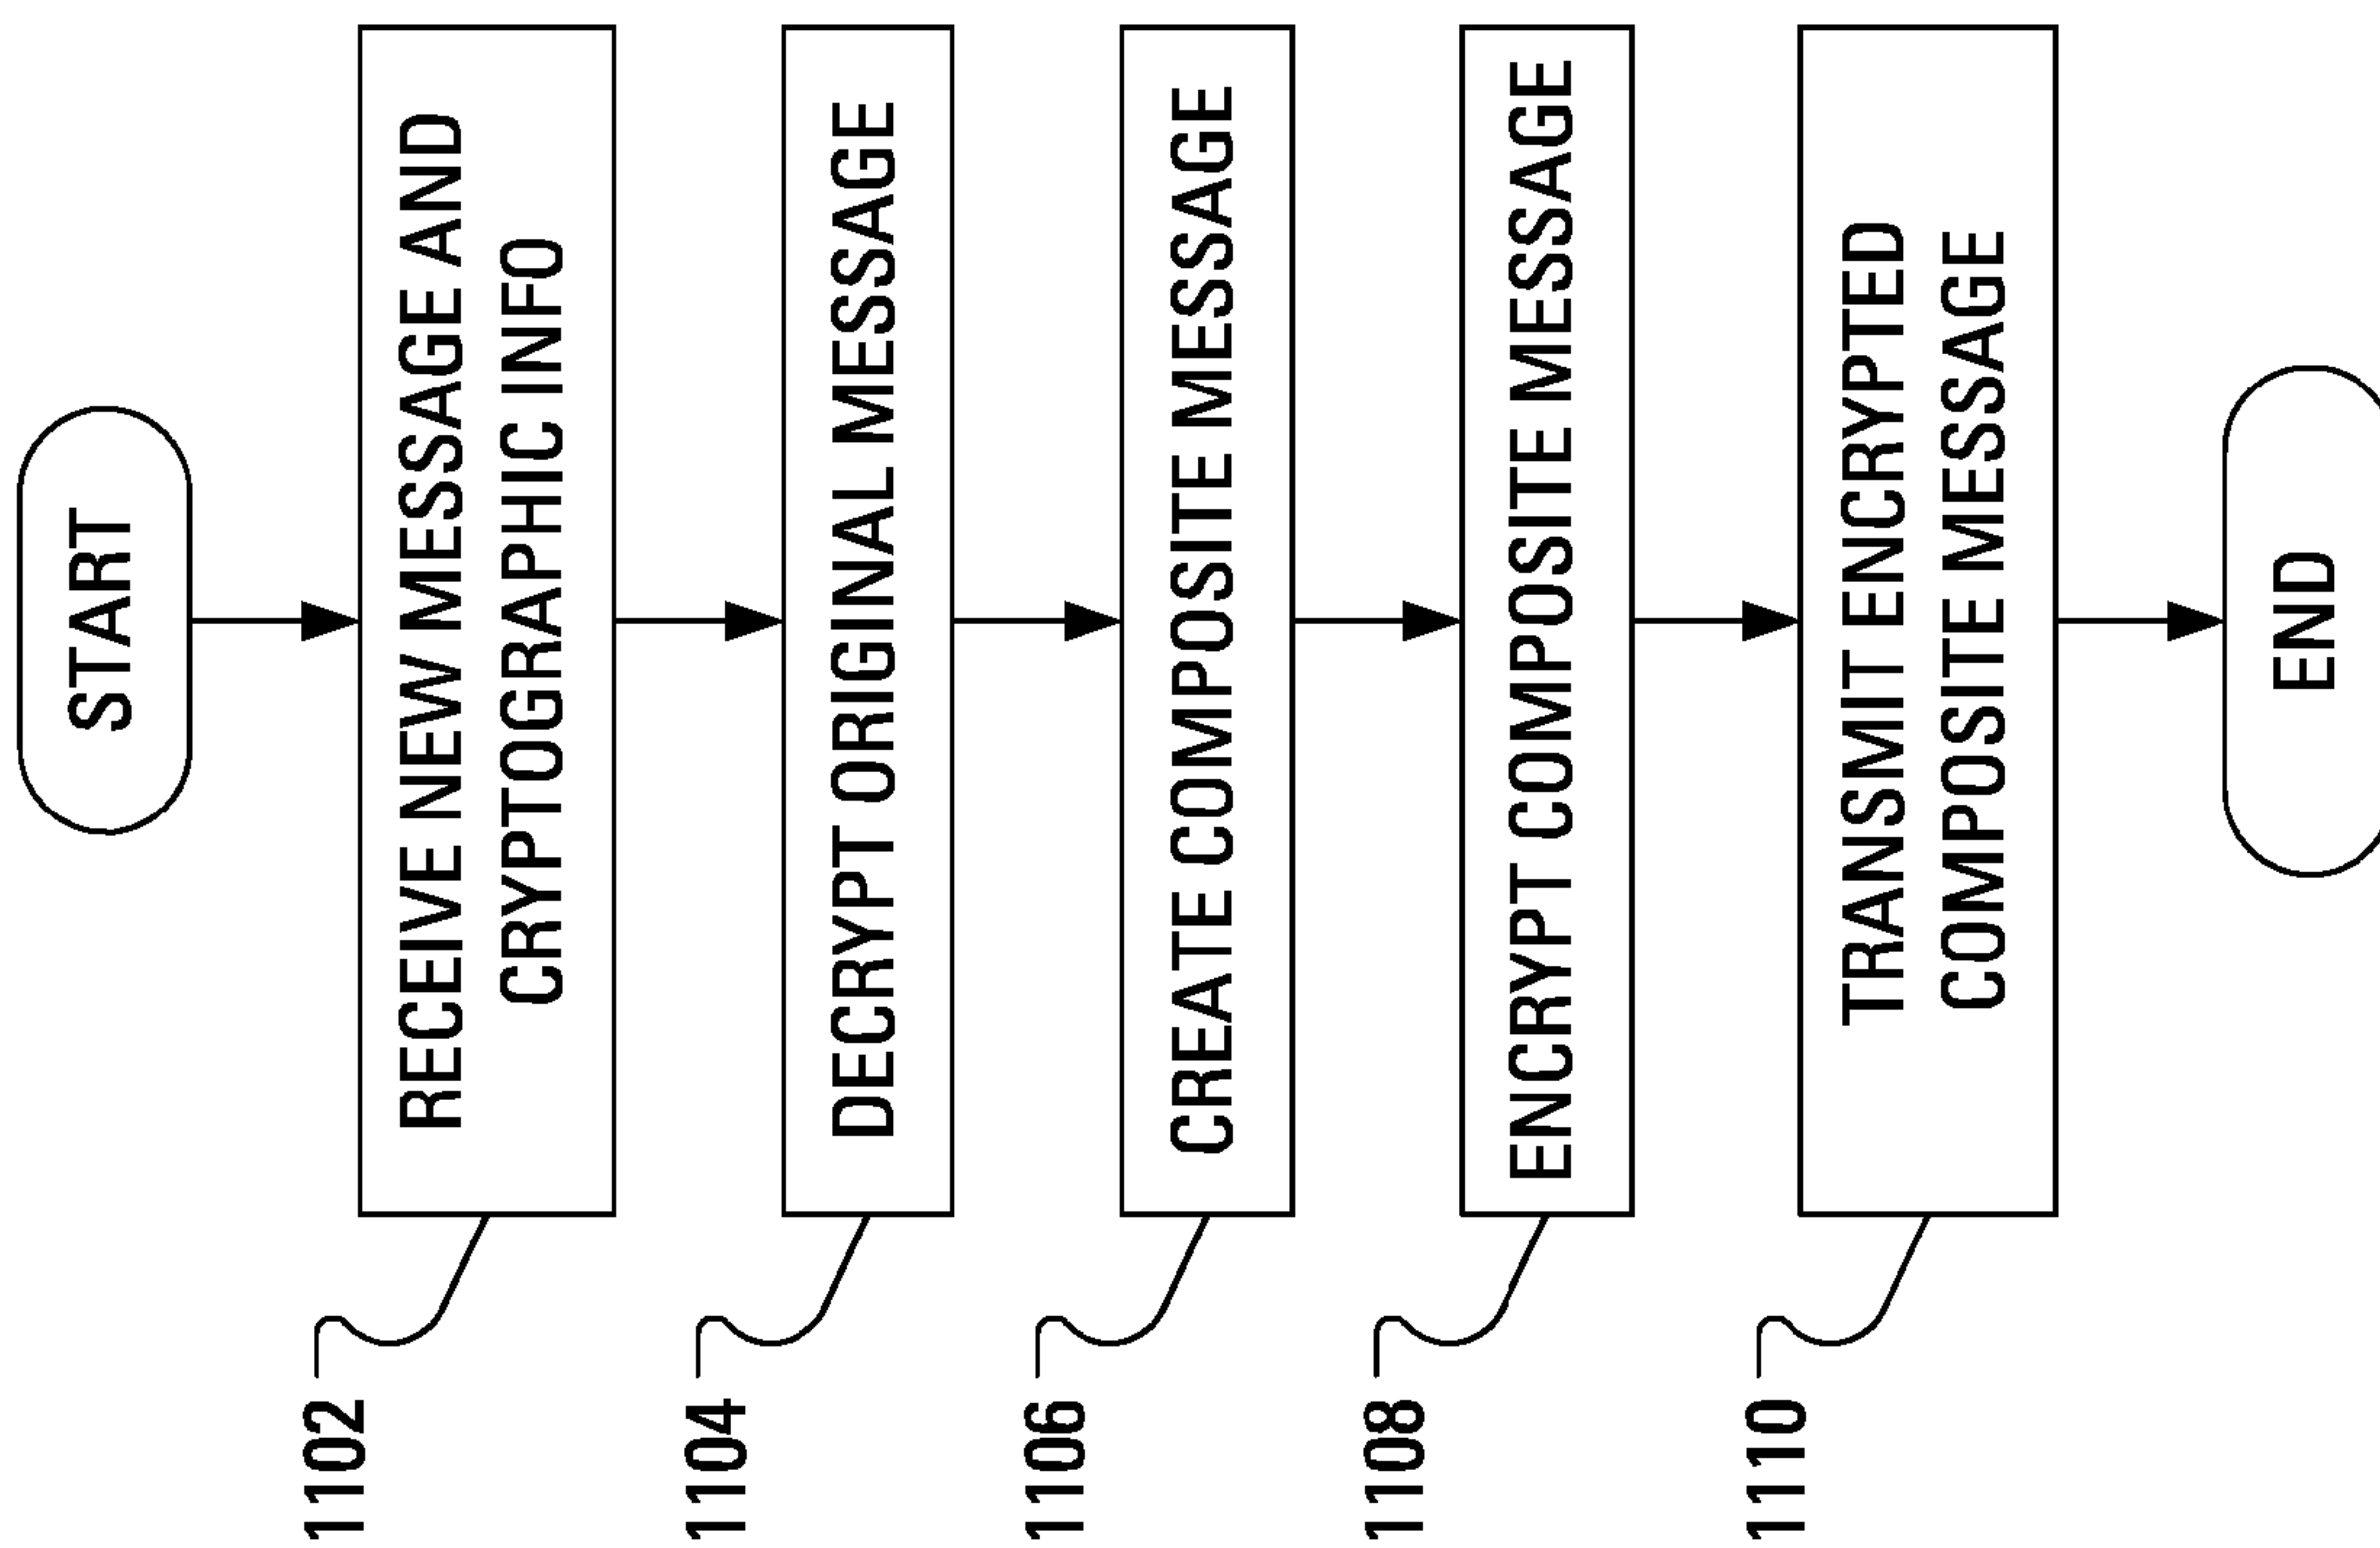 START
1102
RECEIVE NEW MESSAGE AND
CRYPTOGRAPHIC INFO
1104
DECRYPT ORIGINAL MESSAGE
1106
CREATE COMPOSITE MESSAGE
1108
ENCRYPT COMPOSITE MESSAGE
1110
TRANSMIT ENCRYPTED
COMPOSITE MESSAGE
END